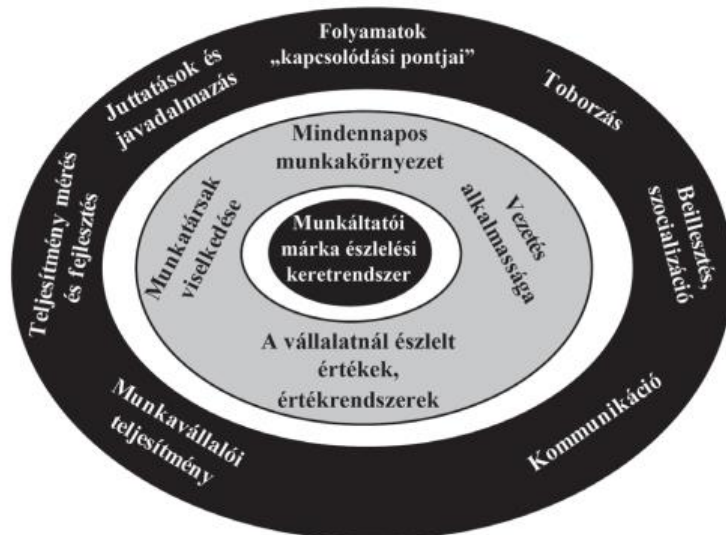 Folyamatok
„kapcsolódási pontjai”
Toborzás
Beillesztés,
szocializáció
Kommunikáció
Munkavállalói
teljesítmény
Teljesítmény mérés
és fejlesztés
Juttatások és
javadalmazás
Mindennapos
munkakörnyezet
Vezetés
alkalmassága
A vállalatnál észlelt
értékek,
értékrendszerek
Munkatársak
viselkedése
Munkáltatói
márka észlelési
keretrendszer